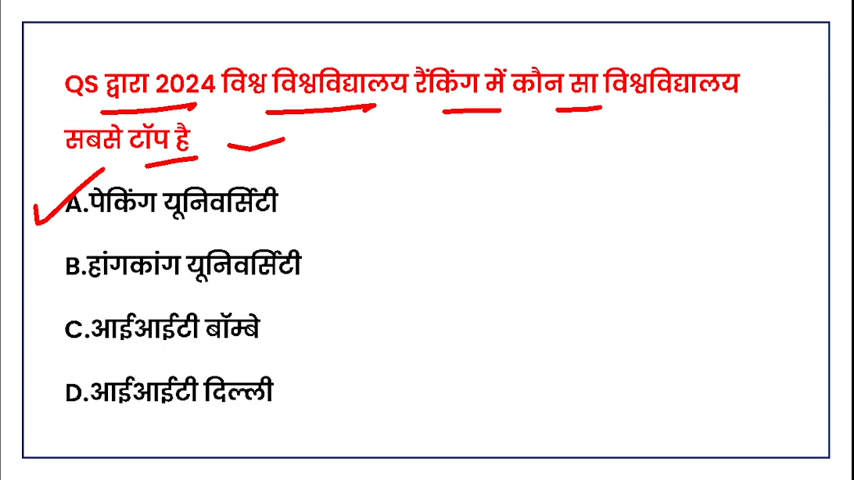 QS द्वारा 2024 विश्व विश्वविद्यालय रैंकिंग में कौन सा विश्वविद्यालय
सबसे टॉप है
A.पेकिंग यूनिवर्सिटी
B.हांगकांग यूनिवर्सिटी
C.आईआईटी बॉम्बे
D.आईआईटी दिल्ली